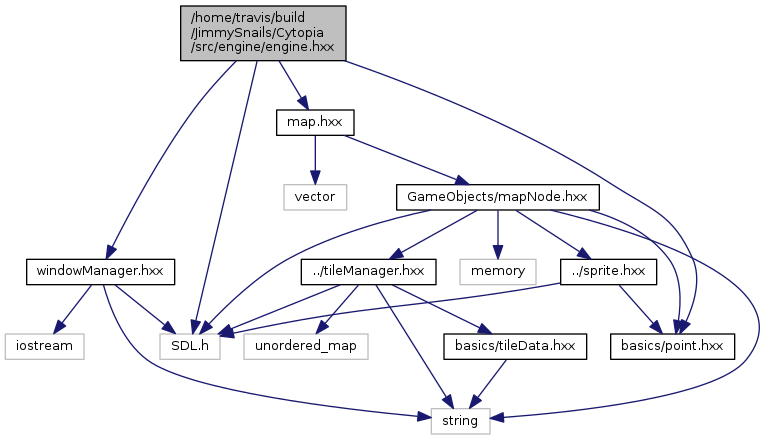 /home/travis/build
/JimmySnails/Cytopia
/src/engine/engine.hxx
map.hxx
vector
GameObjects/mapNode.hxx
windowManager.hxx
../tileManager.hxx
memory
../sprite.hxx
iostream
SDL.h
unordered_map
basics/tileData.hxx
basics/point.hxx
string